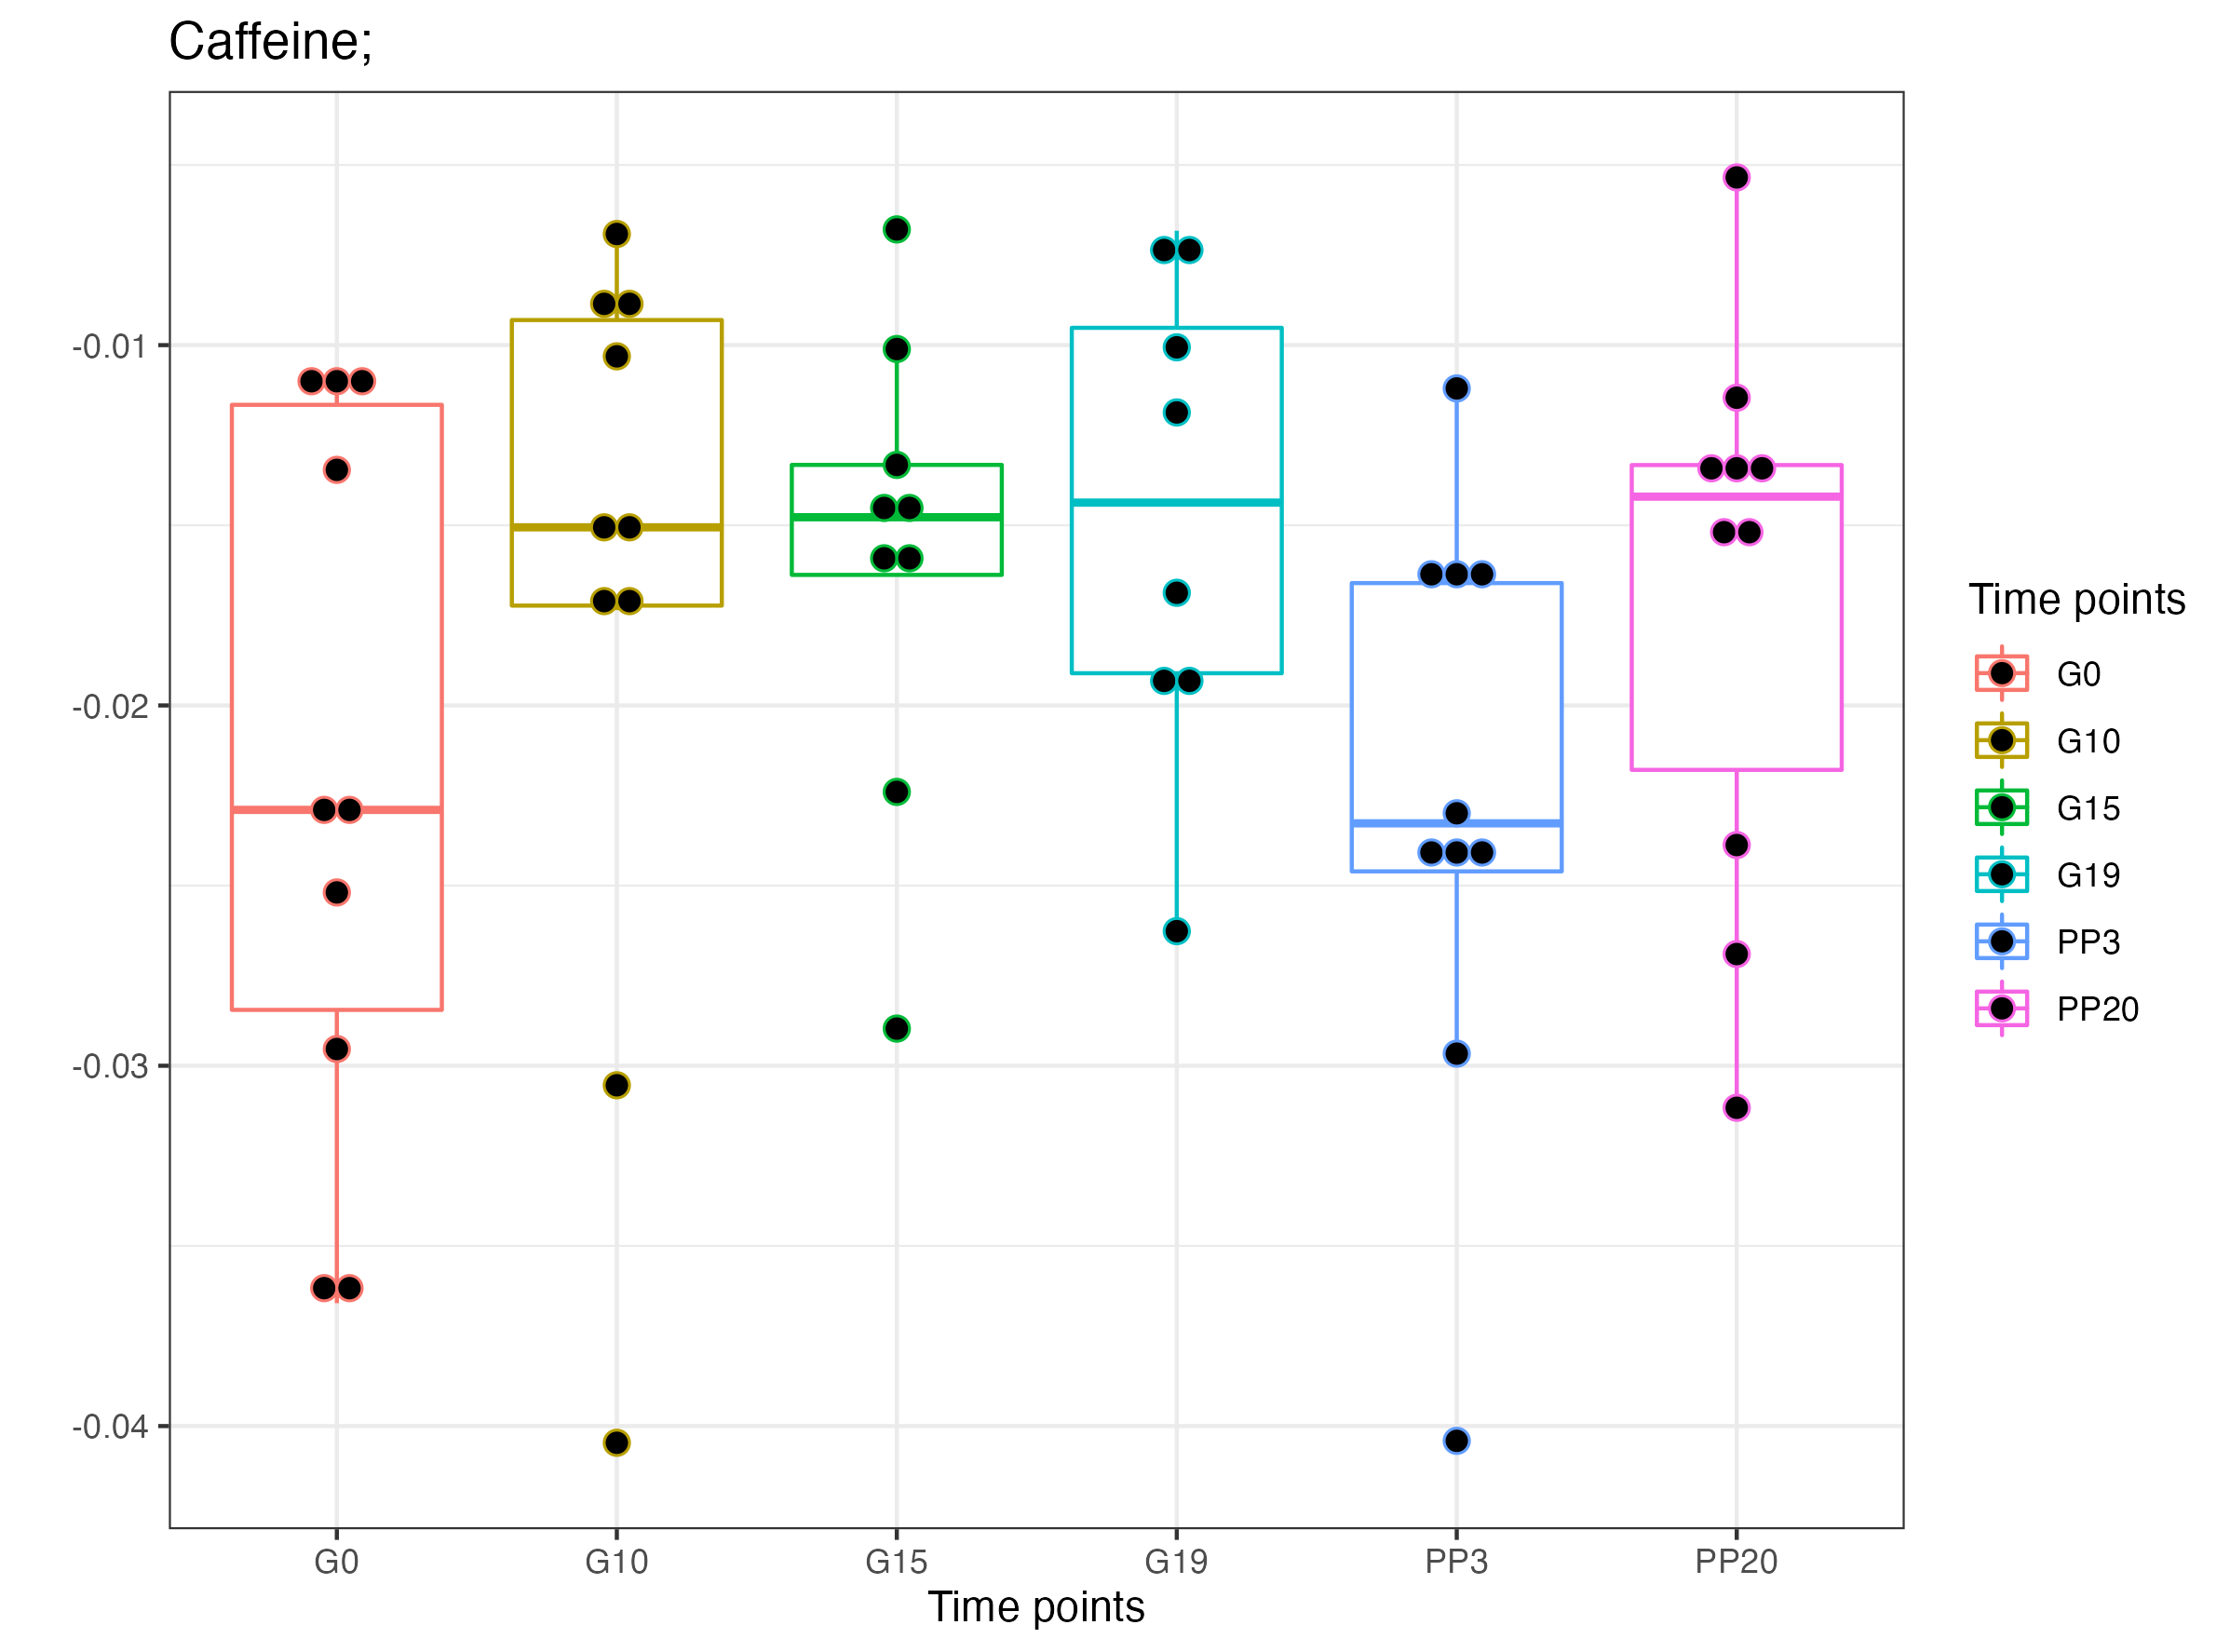 Caffeine;
-0.01
-0.02
-0.03
-0.04
G0 G10 G15 G19 PP3 PP20
Time points
Time points
G0
G10
G15
G19
PP3
PP20